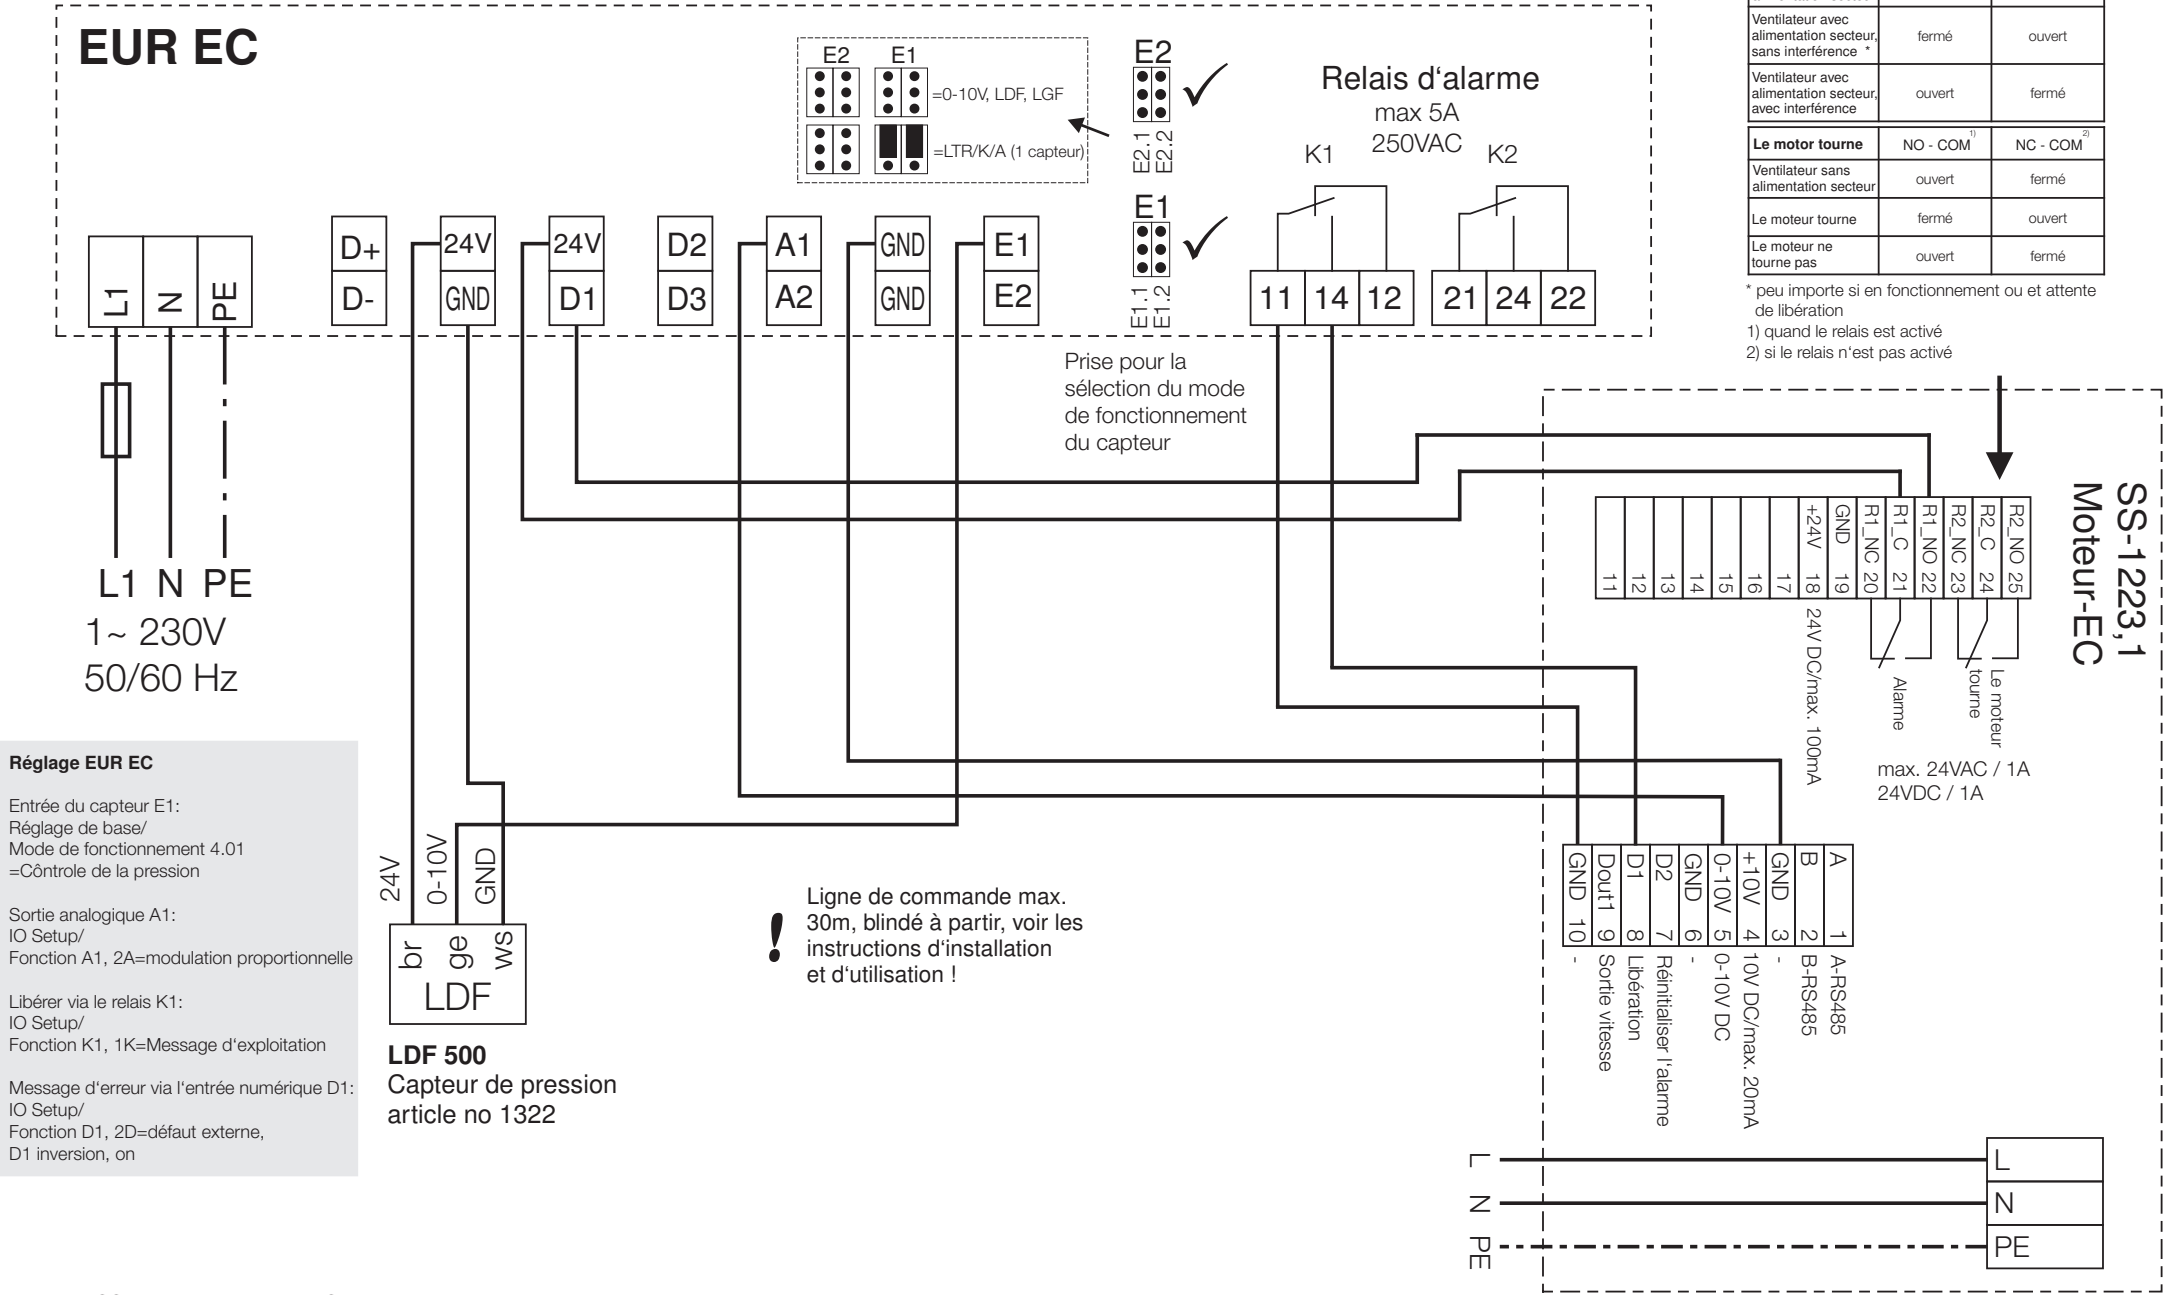 EUR EC
E2 E1
=0-10V, LDF, LGF
=LTR/K/A (1 capteur)
E2
E2.1
E2.2
E1
E1.1
E1.2
Relais d‘alarme
max 5A
250VAC
K1
K2
L1
N
PE
D+
D-
24V
GND
24V
D1
D2
D3
A1
A2
GND
GND
E1
E2
11 14 12
21 24 22
Prise pour la
sélection du mode
de fonctionnement
du capteur
Ventilateur avec
alimentation secteur,
sans interférence *
fermé
ouvert
Ventilateur avec
alimentation secteur,
avec interférence
ouvert
fermé
Le motor tourne
NO - COM 1)
NC - COM 2)
Ventilateur sans
alimentation secteur
ouvert
fermé
Le moteur tourne
fermé
ouvert
Le moteur ne
tourne pas
ouvert
fermé
* peu importe si en fonctionnement ou et attente
de libération
1) quand le relais est activé
2) si le relais n‘est pas activé
L1 N PE
1~ 230V
50/60 Hz
SS-1223,1
Moteur-EC
11
12
13
14
15
16
17
+24V 18
GND 19
R1_NC 20
R1_C 21
R1_NO 22
R2_NC 23
R2_C 24
R2_NO 25
24V DC/max. 100mA
Alarme
Le moteur
tourne
max. 24VAC / 1A
24VDC / 1A
Réglage EUR EC
Entrée du capteur E1:
Réglage de base/
Mode de fonctionnement 4.01
=Côntrole de la pression
Sortie analogique A1:
IO Setup/
Fonction A1, 2A=modulation proportionnelle
Libérer via le relais K1:
IO Setup/
Fonction K1, 1K=Message d‘exploitation
Message d‘erreur via l‘entrée numérique D1:
IO Setup/
Fonction D1, 2D=défaut externe,
D1 inversion, on
24V
0-10V
GND
br
ge
ws
LDF
LDF 500
Capteur de pression
article no 1322
!
Ligne de commande max.
30m, blindé à partir, voir les
instructions d‘installation
et d‘utilisation !
GND 10 -
Dout1 9 Sortie vitesse
D1 8 Libération
D2 7 Réinitialiser l‘alarme
GND 6 -
0-10V 5 0-10V DC
+10V 4 10V DC/max. 20mA
GND 3 -
B 2 B-RS485
A 1 A-RS485
L
N
PE
L
N
PE